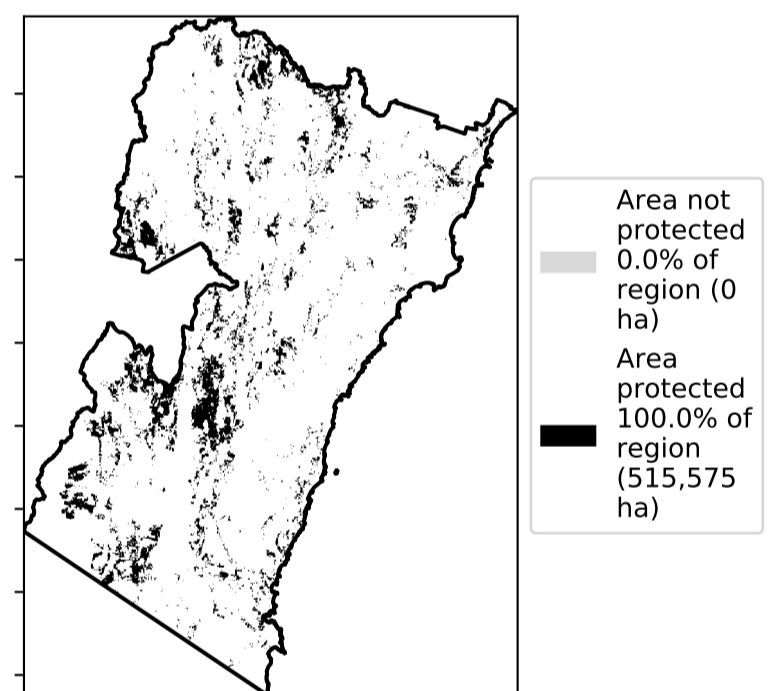 Area not
protected
0.0% of
region (0
ha)
Area
protected
100.0% of
region
(515,575
ha)